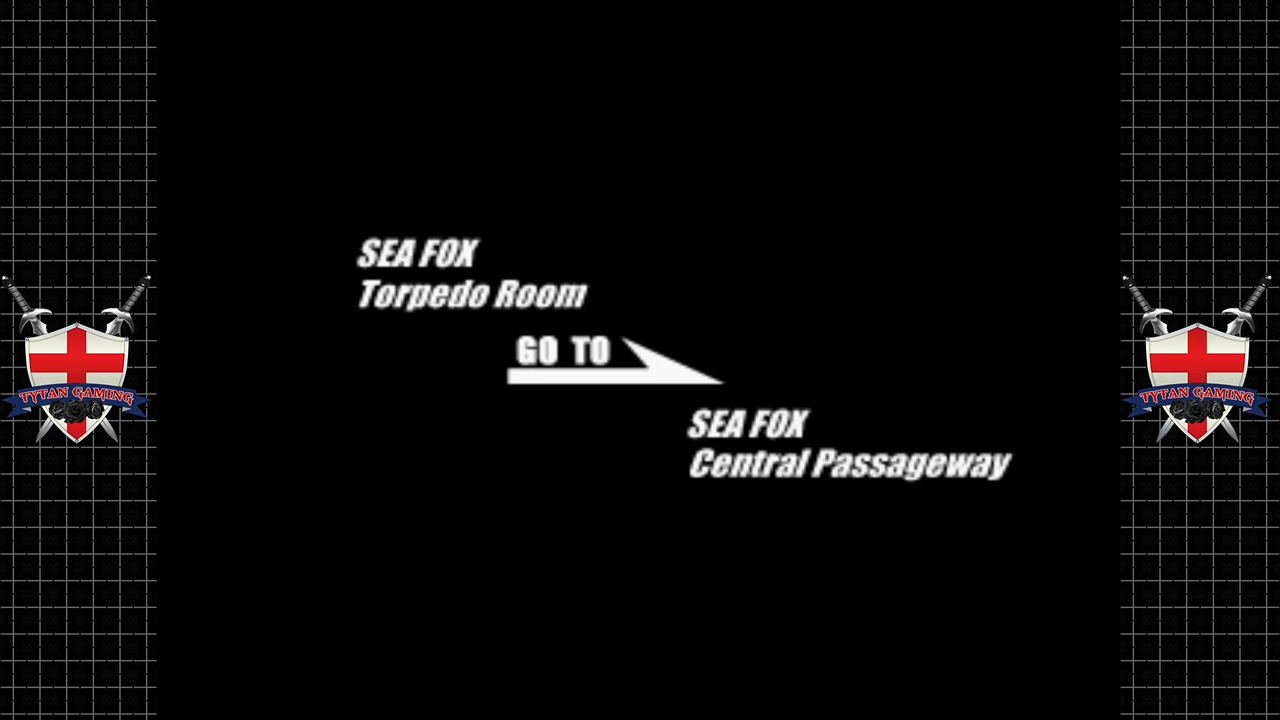 SEA FOX
Torpedo Room
GO TO
SEA FOX
Central Passageway
TYTAN GAMING
TYTAN GAMING